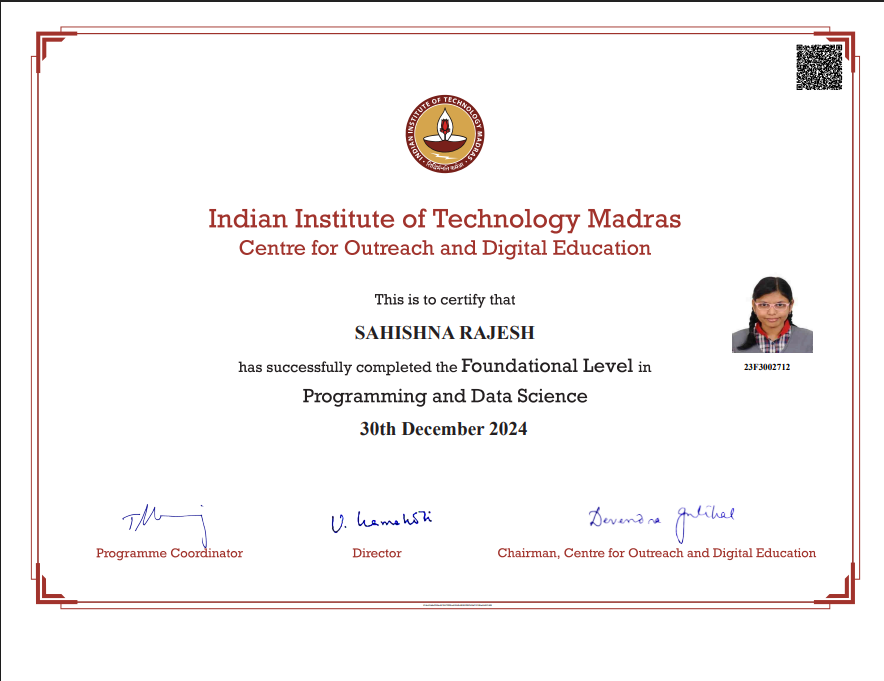 INDIAN INSTITUTE OF TECHNOLOGY MADRAS
Indian Institute of Technology Madras
Centre for Outreach and Digital Education
This is to certify that
SAHISHNA RAJESH
23F3002712
has successfully completed the Foundational Level in
Programming and Data Science
30th December 2024
V. Kamakoti
Devendra Jalihal
Programme Coordinator
Director
Chairman, Centre for Outreach and Digital Education